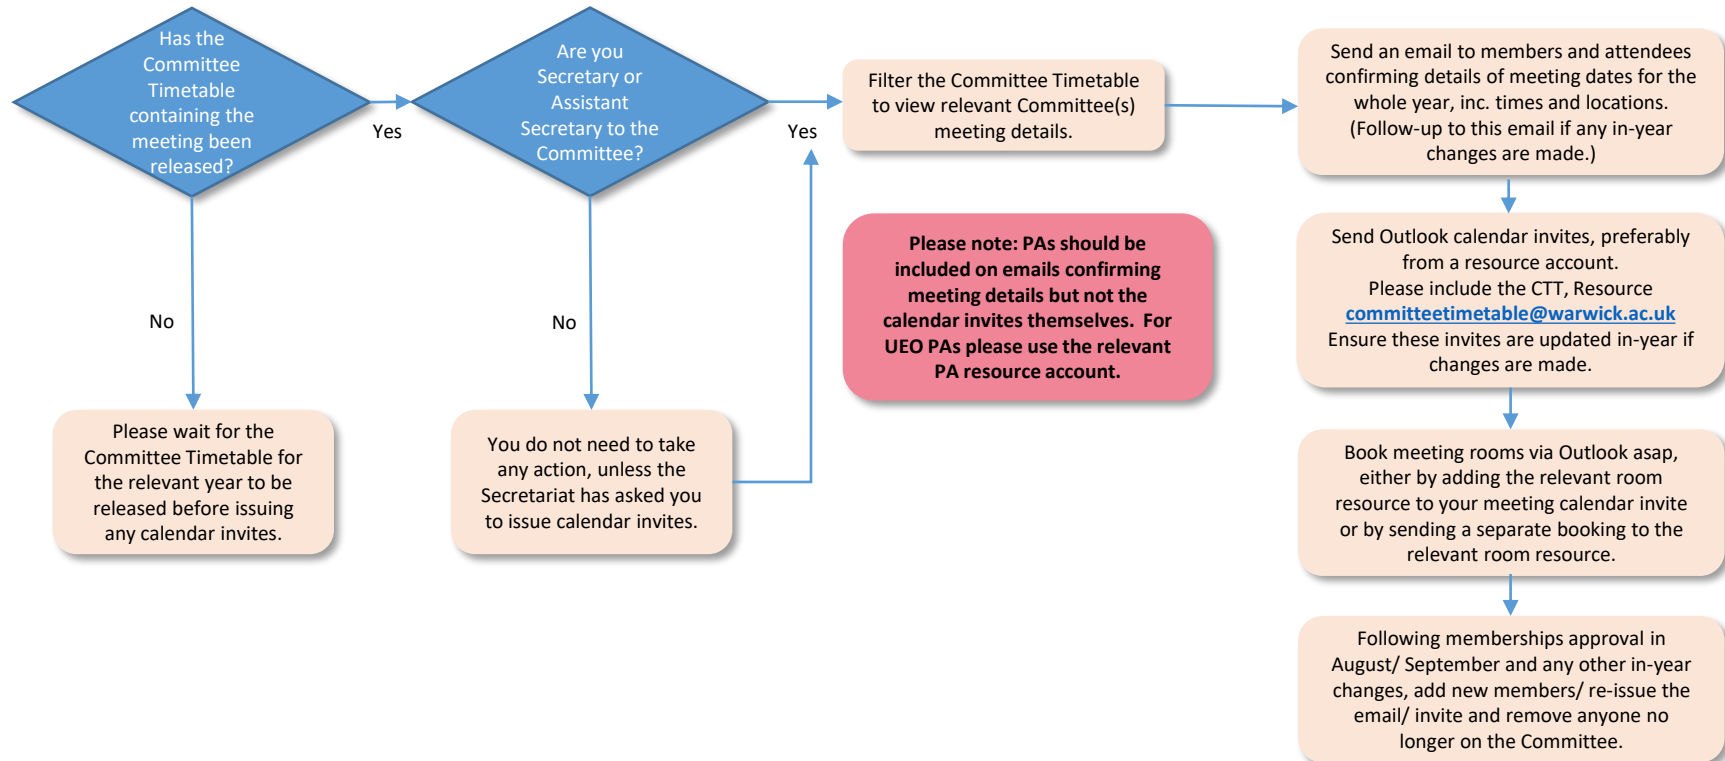 Has the
Committee
Timetable
containing the
meeting been
released?
Yes
No
Please wait for the
Committee Timetable for
the relevant year to be
released before issuing
any calendar invites.
Are you
Secretary or
Assistant
Secretary to the
Committee?
Yes
No
You do not need to take
any action, unless the
Secretariat has asked you
to issue calendar invites.
Filter the Committee Timetable
to view relevant Committee(s)
meeting details.
Please note: PAs should be
included on emails confirming
meeting details but not the
calendar invites themselves.  For
UEO PAs please use the relevant
PA resource account.
Send an email to members and attendees
confirming details of meeting dates for the
whole year, inc. times and locations.
(Follow-up to this email if any in-year
changes are made.)
Send Outlook calendar invites, preferably
from a resource account.
Please include the CTT, Resource
committeetimetable@warwick.ac.uk
Ensure these invites are updated in-year if
changes are made.
Book meeting rooms via Outlook asap,
either by adding the relevant room
resource to your meeting calendar invite
or by sending a separate booking to the
relevant room resource.
Following memberships approval in
August/ September and any other in-year
changes, add new members/ re-issue the
email/ invite and remove anyone no
longer on the Committee.